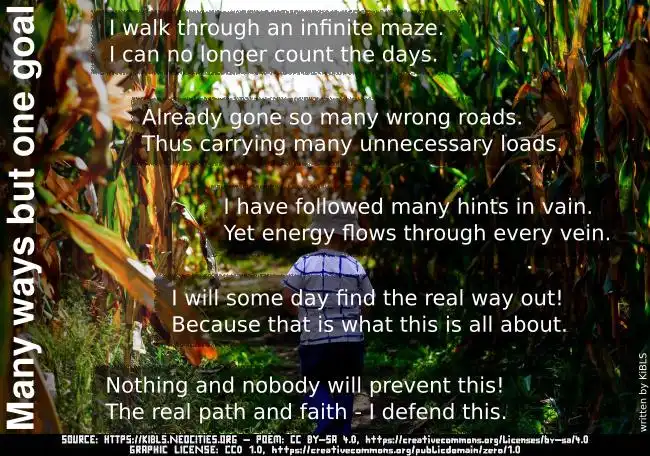 Many ways but one goal
I walk through an infinite maze.
I can no longer count the days.
Already gone so many wrong roads.
Thus carrying many unnecessary loads.
I have followed many hints in vain.
Yet energy flows through every vein.
I will some day find the real way out!
Because that is what this is all about.
Nothing and nobody will prevent this!
The real path and faith - I defend this.
written by KiBLS
SOURCE: HTTPS://KIBLS.NEOCITIES.ORG - POEM: CC BY-SA 4.0, https://creativecommons.org/licenses/by-sa/4.0
GRAPHIC LICENSE: CC0 1.0, https://creativecommons.org/publicdomain/zero/1.0